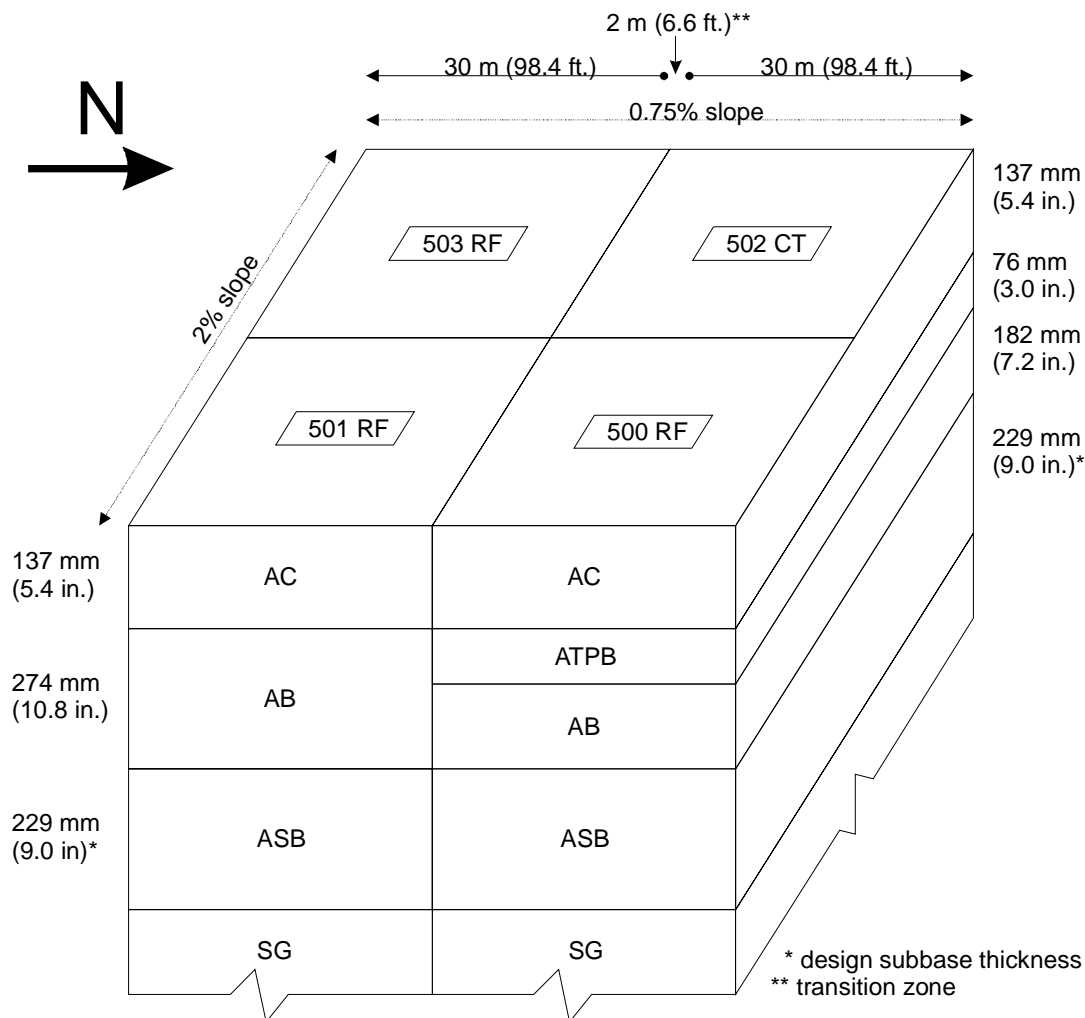 2 m (6.6 ft.)**
30 m (98.4 ft.)
30 m (98.4 ft.)
N
0.75% slope
2% slope
137 mm
(5.4 in.)
503 RF
502 CT
76 mm
(3.0 in.)
182 mm
(7.2 in.)
501 RF
500 RF
229 mm
(9.0 in.)*
137 mm
(5.4 in.)
AC
AC
ATPB
274 mm
(10.8 in.)
AB
AB
229 mm
(9.0 in)*
ASB
ASB
SG
SG
* design subbase thickness
** transition zone